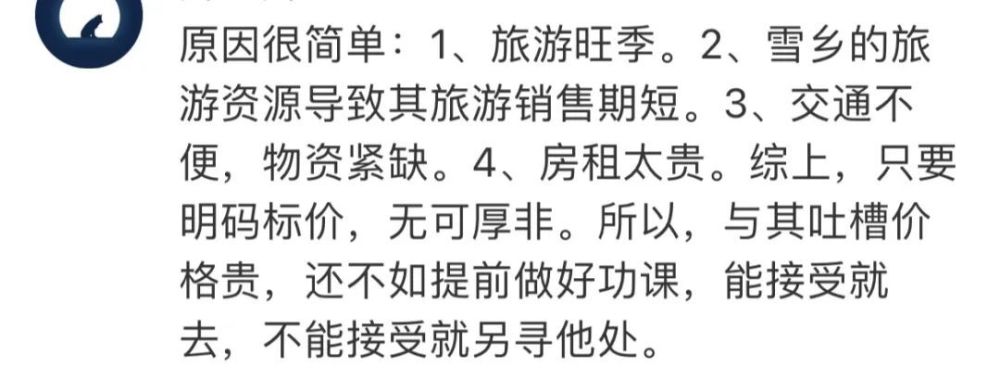 原因很简单：1、旅游旺季。2、雪乡的旅
游资源导致其旅游销售期短。3、交通不
便，物资紧缺。4、房租太贵。综上，只要
明码标价，无可厚非。所以，与其吐槽价
格贵，还不如提前做好功课，能接受就
去，不能接受就另寻他处。